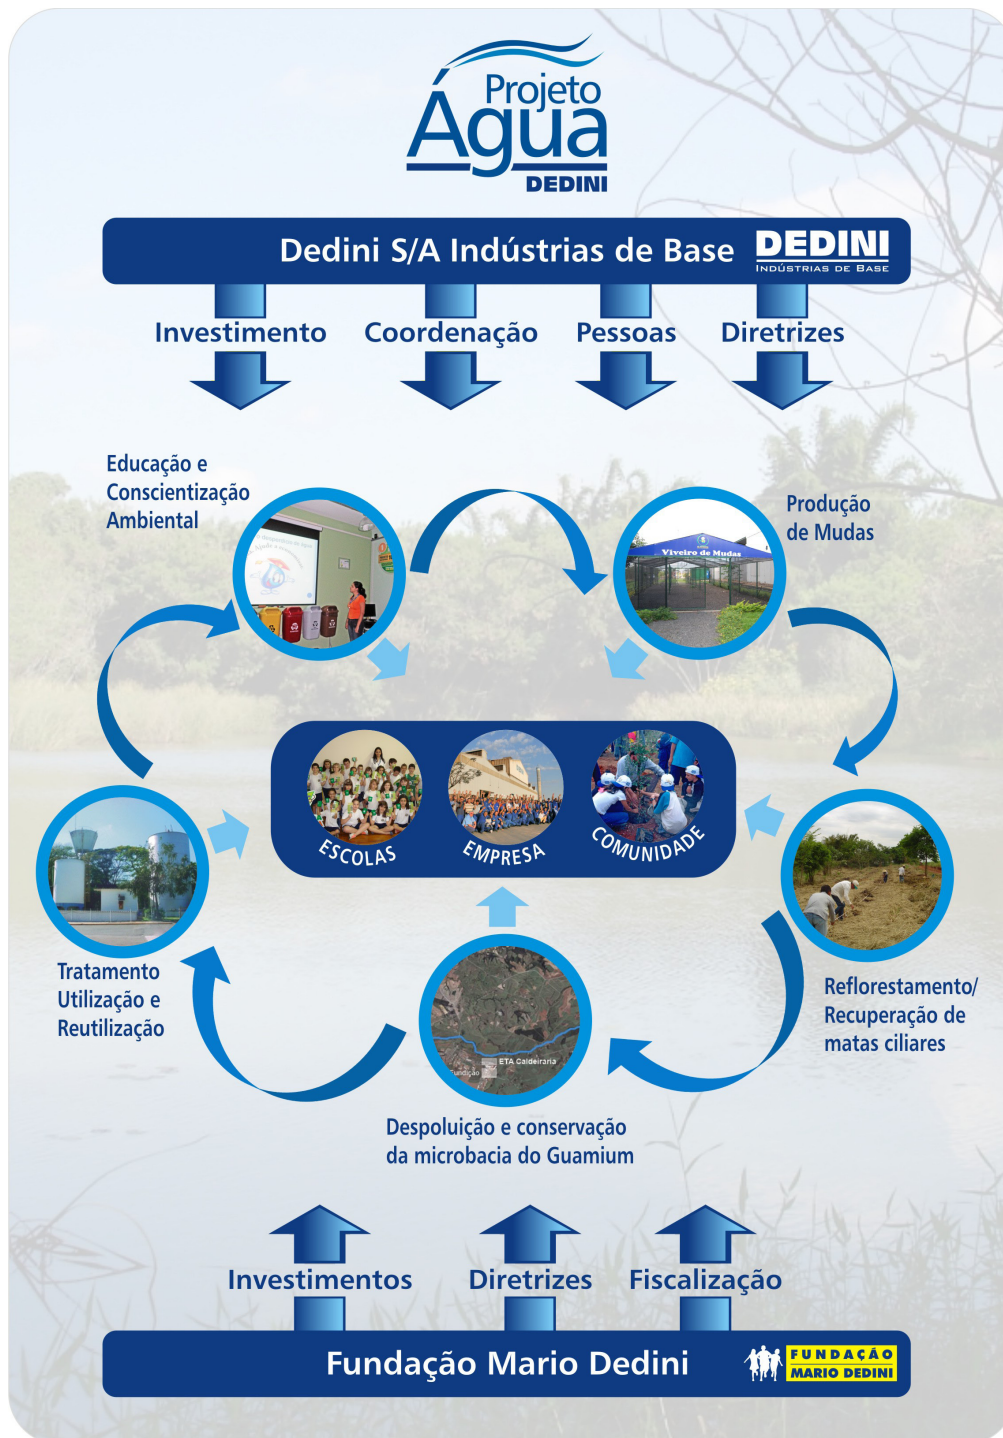 Projeto
Água
DEDINI
Dedini S/A Indústrias de Base
DEDINI
INDÚSTRIAS DE BASE
Investimento
Coordenação
Pessoas
Diretrizes
Educação e
Conscientização
Ambiental
Produção
de Mudas
Viveiro de Mudas
ESCOLAS
EMPRESA
COMUNIDADE
Tratamento
Utilização e
Reutilização
Reflorestamento/
Recuperação de
matas ciliares
ETA Caldeiraria
Fundição
Despoluição e conservação
da microbacia do Guamium
Investimentos
Diretrizes
Fiscalização
Fundação Mario Dedini
FUNDAÇÃO
MARIO DEDINI